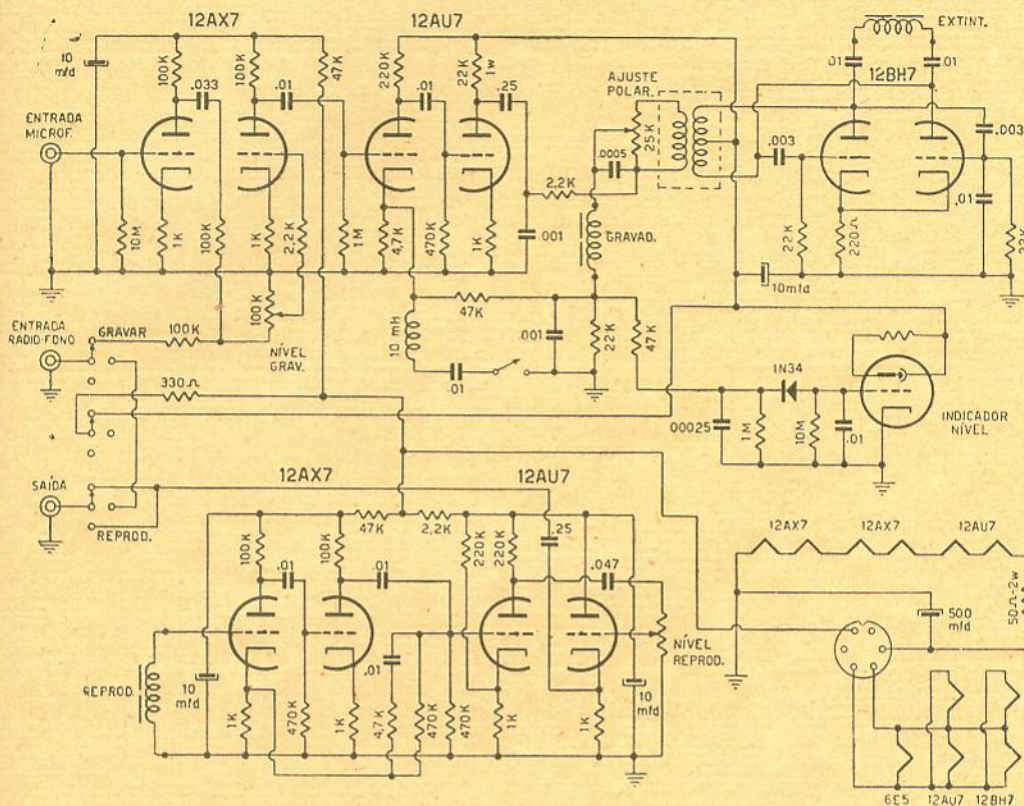 12AX7
12AU7
EXTINT.
10
mfd
100K
.033
100K
.01
47K
220K
.01
22K
1w
.25
AJUSTE
POLAR.
25K
.0005
.01
12BH7
.01
.003
ENTRADA
MICROF.
.003
.01
2,2K
10M
1K
100K
1K
2,2K
1M
4,7K
470K
1K
.001
GRAVAD.
22K
220Ω
22K
10mfd
ENTRADA
RADIO-FONO
GRAVAR
100K
100K
NÍVEL
GRAV.
10 mH
47K
.001
22K
47K
.01
330Ω
1N34
.00025
1M
10M
.01
INDICADOR
NÍVEL
SAÍDA
REPROD.
12AX7
12AU7
47K
2,2K
100K
.01
100K
.01
220K
220K
.25
.047
12AX7
12AX7
12AU7
50Ω-2w
500
mfd
NÍVEL
REPROD.
REPROD.
10
mfd
.01
10
mfd
1K
470K
1K
4,7K
470K
470K
1K
1K
6E5
12AU7
12BH7